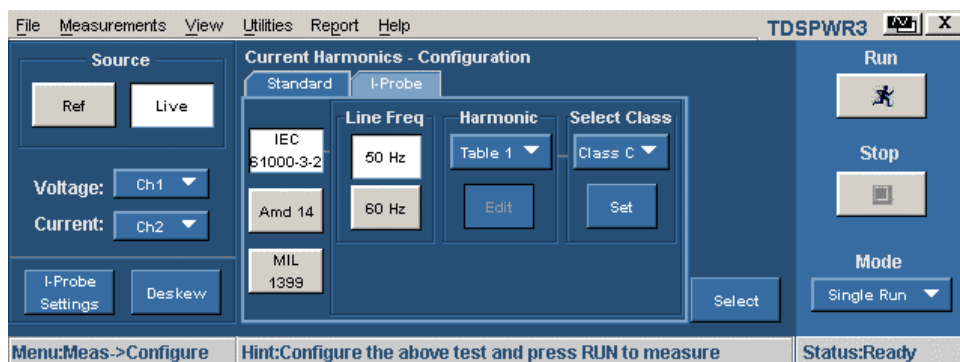 File Measurements View Utilities Report Help TDSPWR3 X
Source
Ref Live
Voltage: Ch1
Current: Ch2
I-Probe Settings
Deskew
Current Harmonics - Configuration
Standard I-Probe
IEC
61000-3-2
Amd 14
MIL
1399
Line Freq
50 Hz
60 Hz
Harmonic
Table 1
Edit
Select Class
Class C
Set
Select
Run
Stop
Mode
Single Run
Menu:Meas->Configure Hint:Configure the above test and press RUN to measure Status:Ready